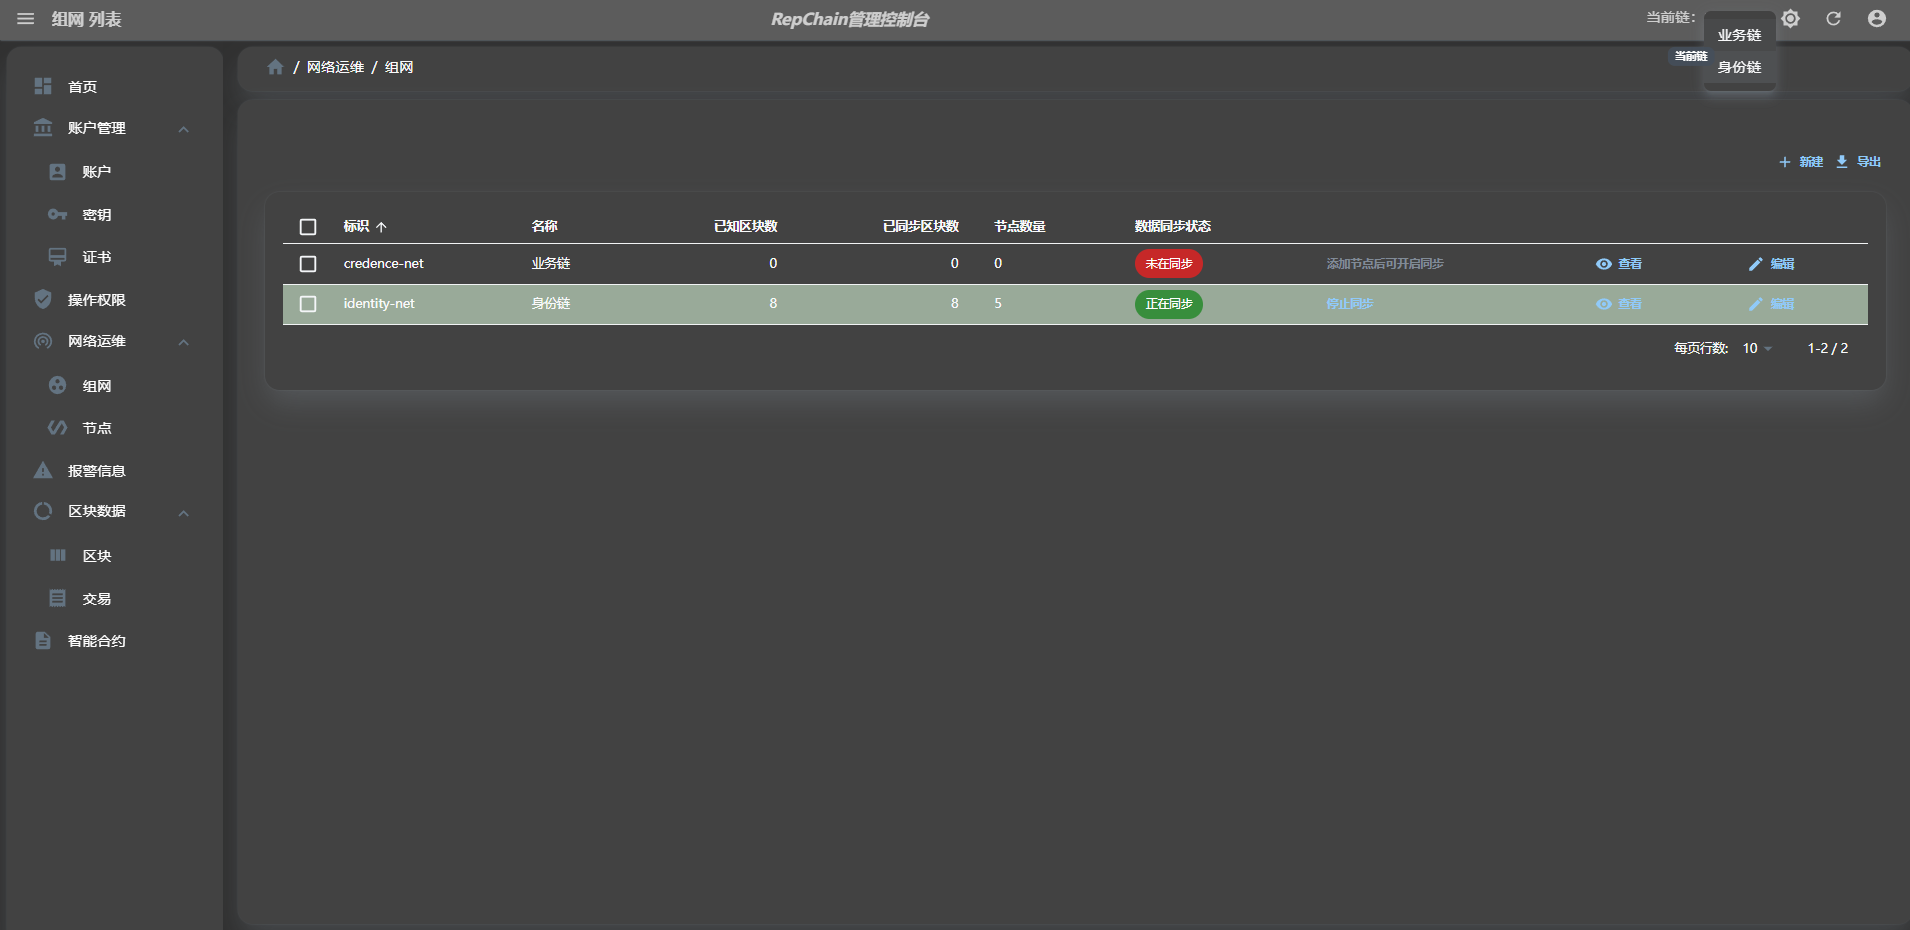 组网 列表
RepChain管理控制台
当前链：
业务链
身份链
当前链
/ 网络运维 / 组网
首页
账户管理
账户
密钥
证书
操作权限
网络运维
组网
节点
报警信息
区块数据
区块
交易
智能合约
新建 导出
标识 名称 已知区块数 已同步区块数 节点数量 数据同步状态
credence-net 业务链 0 0 0 未在同步 添加节点后可开启同步 查看 编辑
identity-net 身份链 8 8 5 正在同步 停止同步 查看 编辑
每页行数: 10 1-2 / 2